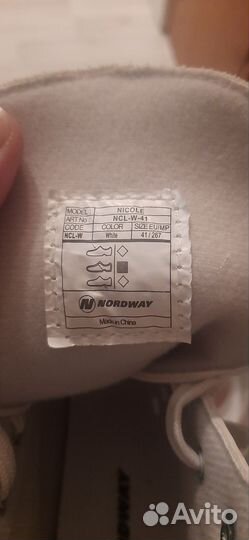 MODEL NICOLE
ART No NCL-W-41
CODE COLOR SIZE EU/MP
NCL-W White 41 / 267
NORDWAY
Made in China
NORDWAY
Avito